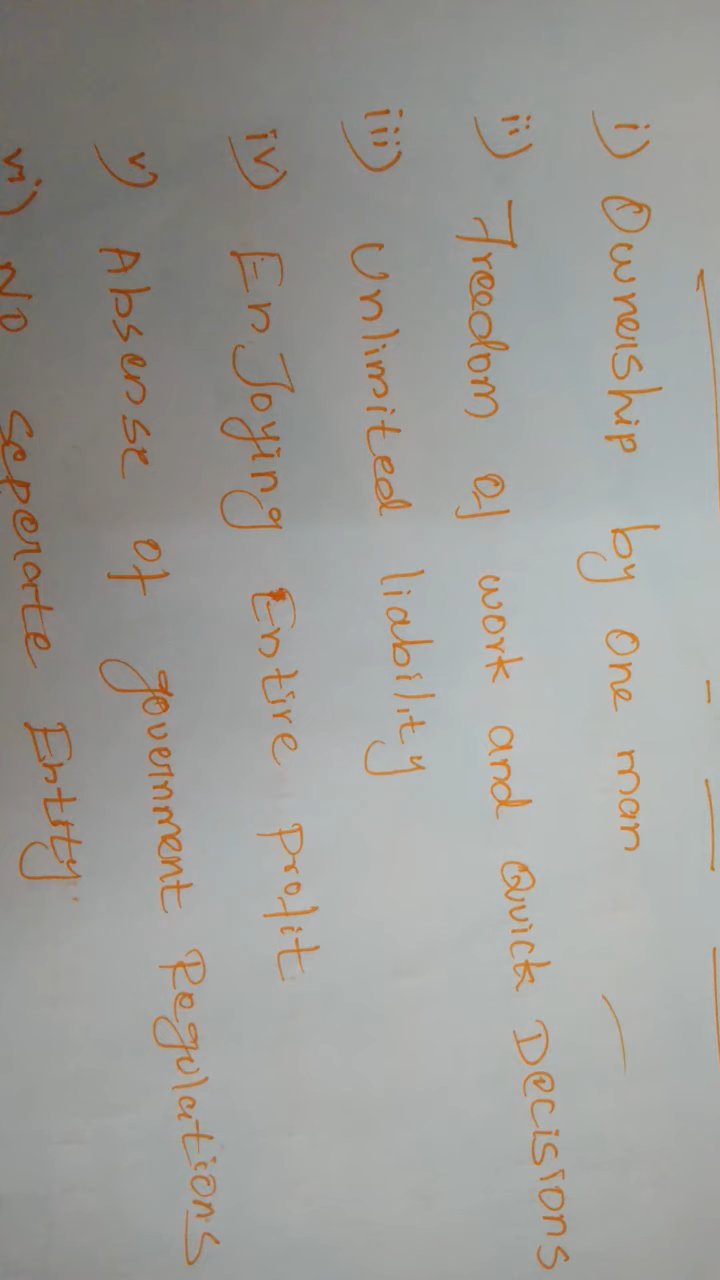 i) Ownership by one man
ii) Freedom of work and Quick Decisions
iii) Unlimited liability
iv) EnJoying Entire Profit
v) Absense of government Regulations
vi) No seperate Entity.